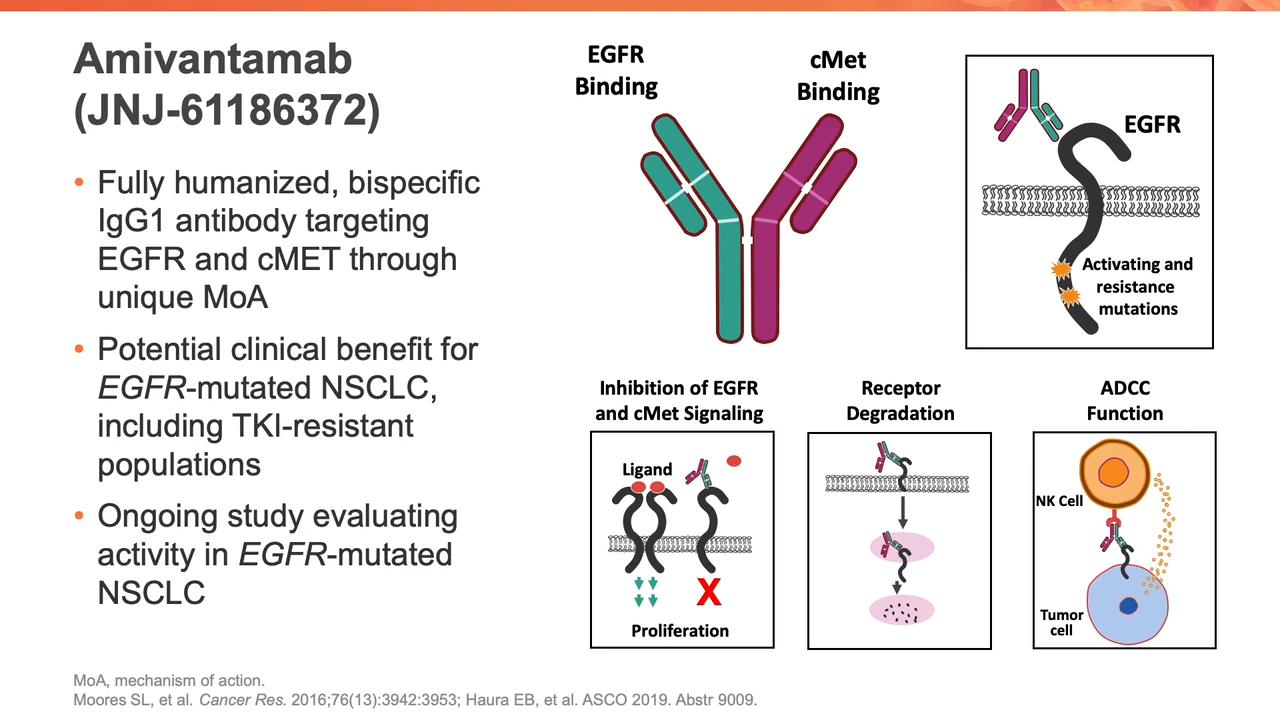 Amivantamab
(JNJ-61186372)
• Fully humanized, bispecific
IgG1 antibody targeting
EGFR and cMET through
unique MoA
• Potential clinical benefit for
EGFR-mutated NSCLC,
including TKI-resistant
populations
• Ongoing study evaluating
activity in EGFR-mutated
NSCLC
EGFR
Binding
cMet
Binding
EGFR
Activating and
resistance
mutations
Inhibition of EGFR
and cMet Signaling
Ligand
X
Proliferation
Receptor
Degradation
ADCC
Function
NK Cell
Tumor
cell
MoA, mechanism of action.
Moores SL, et al. Cancer Res. 2016;76(13):3942:3953; Haura EB, et al. ASCO 2019. Abstr 9009.